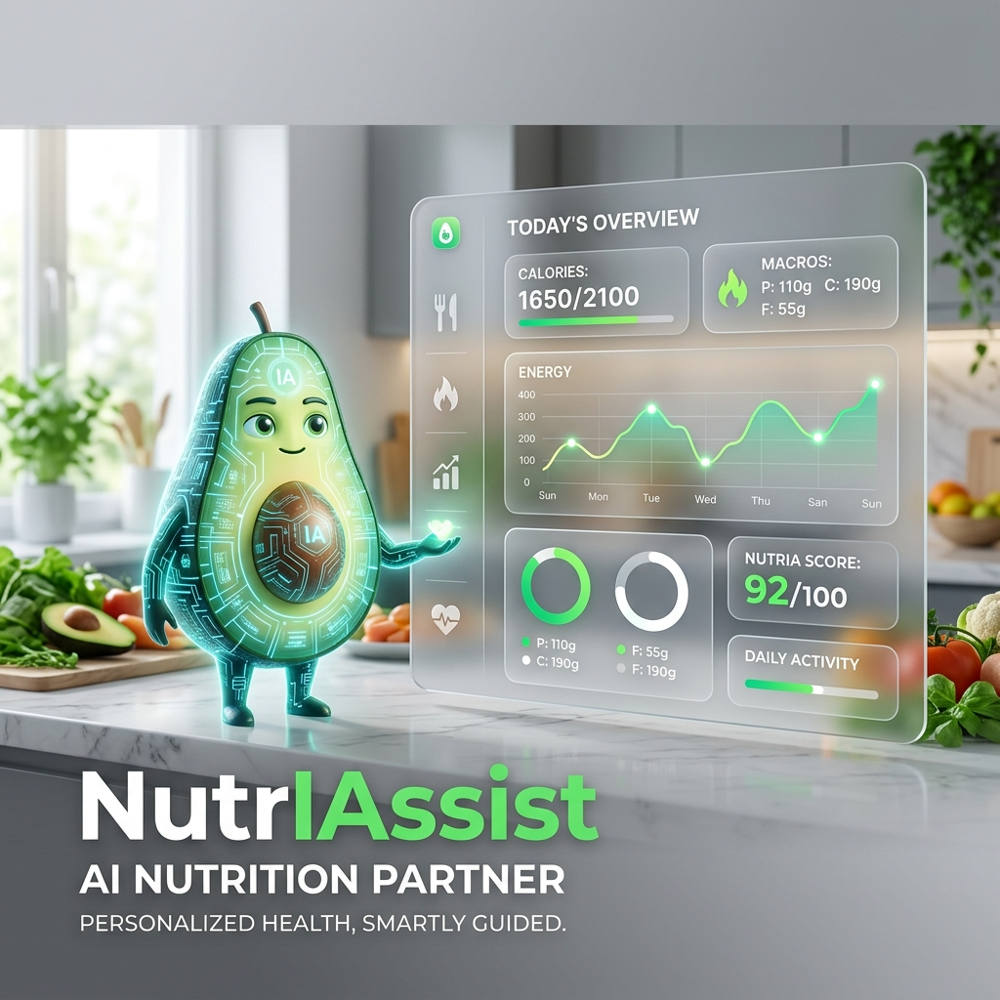 IA
IA
TODAY'S OVERVIEW
CALORIES:
1650/2100
MACROS:
P: 110g C: 190g
F: 55g
ENERGY
400
300
200
100
0
Sun Mon Tue Wed Thu San Sun
P: 110g
C: 190g
F: 55g
F: 190g
NUTRIA SCORE:
92/100
DAILY ACTIVITY
NutrIAssist
AI NUTRITION PARTNER
PERSONALIZED HEALTH, SMARTLY GUIDED.